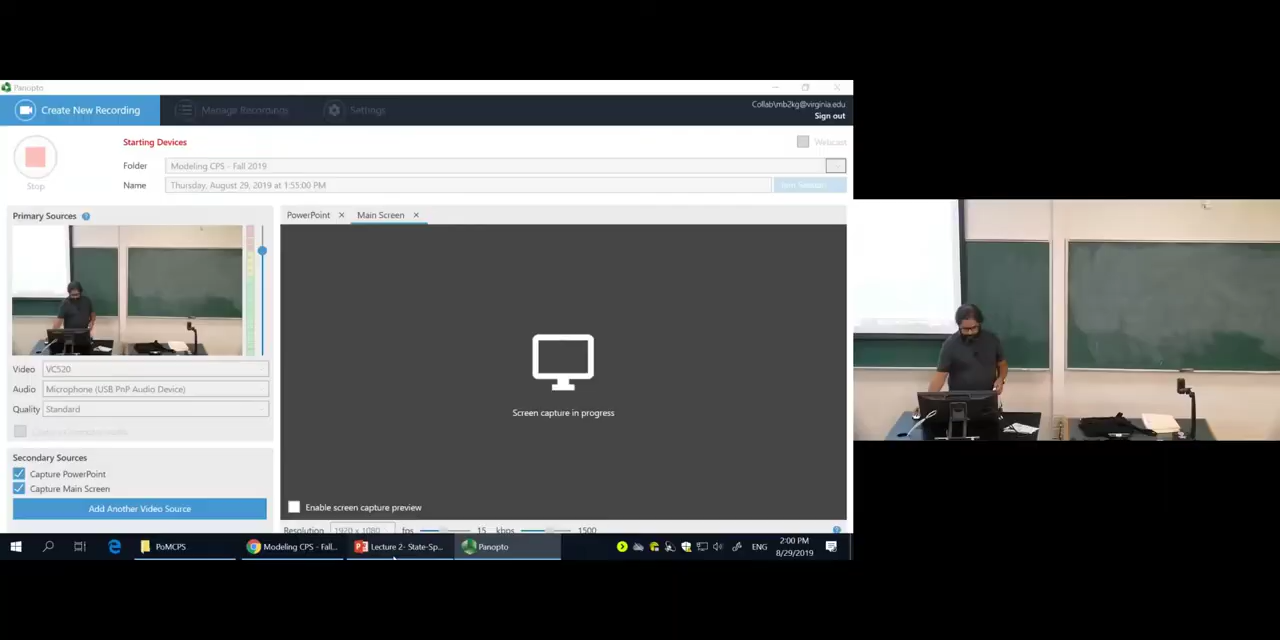 Panopto
Create New Recording
Manage Recordings
Settings
Collab\mb2kg@virginia.edu
Sign out
Starting Devices
Webcast
Folder
Modeling CPS - Fall 2019
Stop
Name
Thursday, August 29, 2019 at 1:55:00 PM
Primary Sources
PowerPoint
Main Screen
Video
VC520
Audio
Microphone (USB PnP Audio Device)
Quality
Standard
Screen capture in progress
Secondary Sources
Capture PowerPoint
Capture Main Screen
Add Another Video Source
Enable screen capture preview
Resolution
1920 x 1080
fps
15
kbps
1500
PoMCPS
Modeling CPS - Fall...
Lecture 2- State-Sp...
Panopto
ENG
2:00 PM
8/29/2019